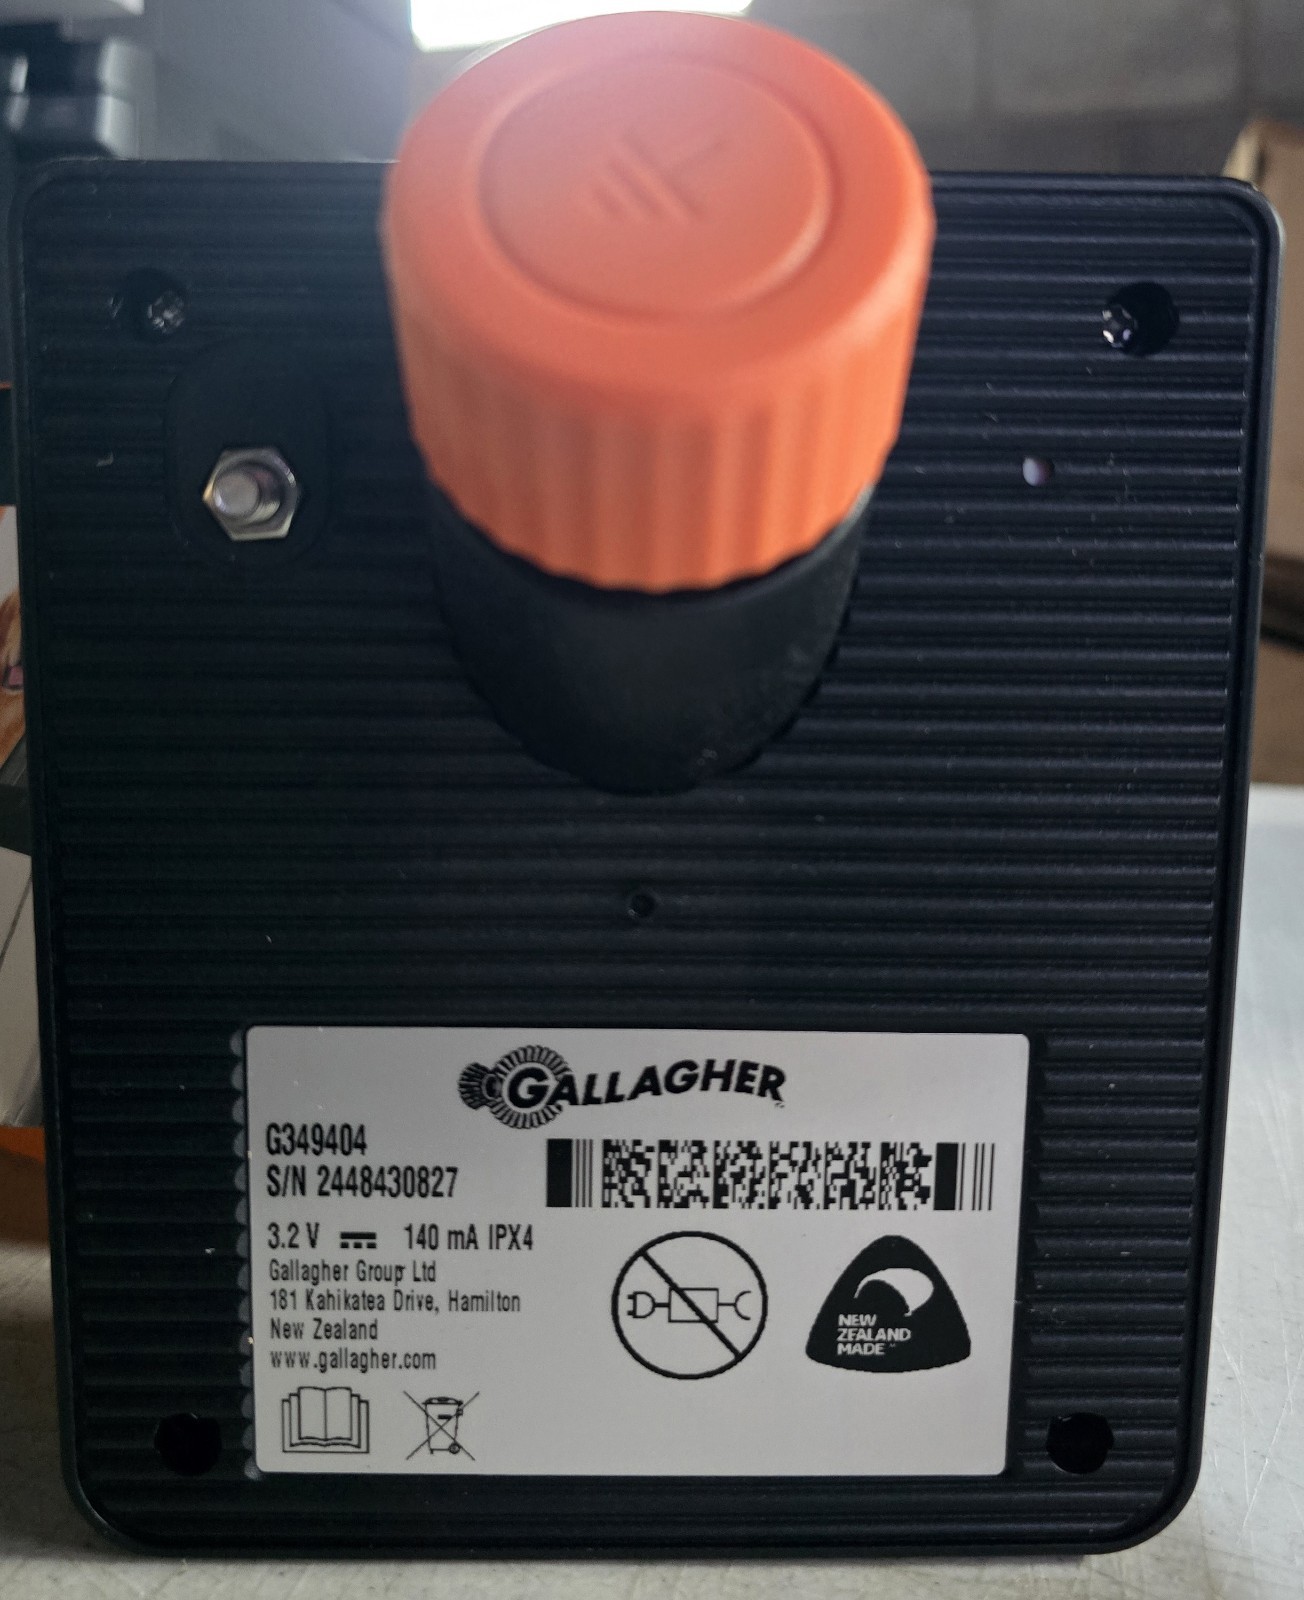 GALLAGHER
G349404
S/N 2448430827
3.2 V 140 mA IPX4
Gallagher Group Ltd
181 Kahikatea Drive, Hamilton
New Zealand
www.gallagher.com
NEW
ZEALAND
MADE